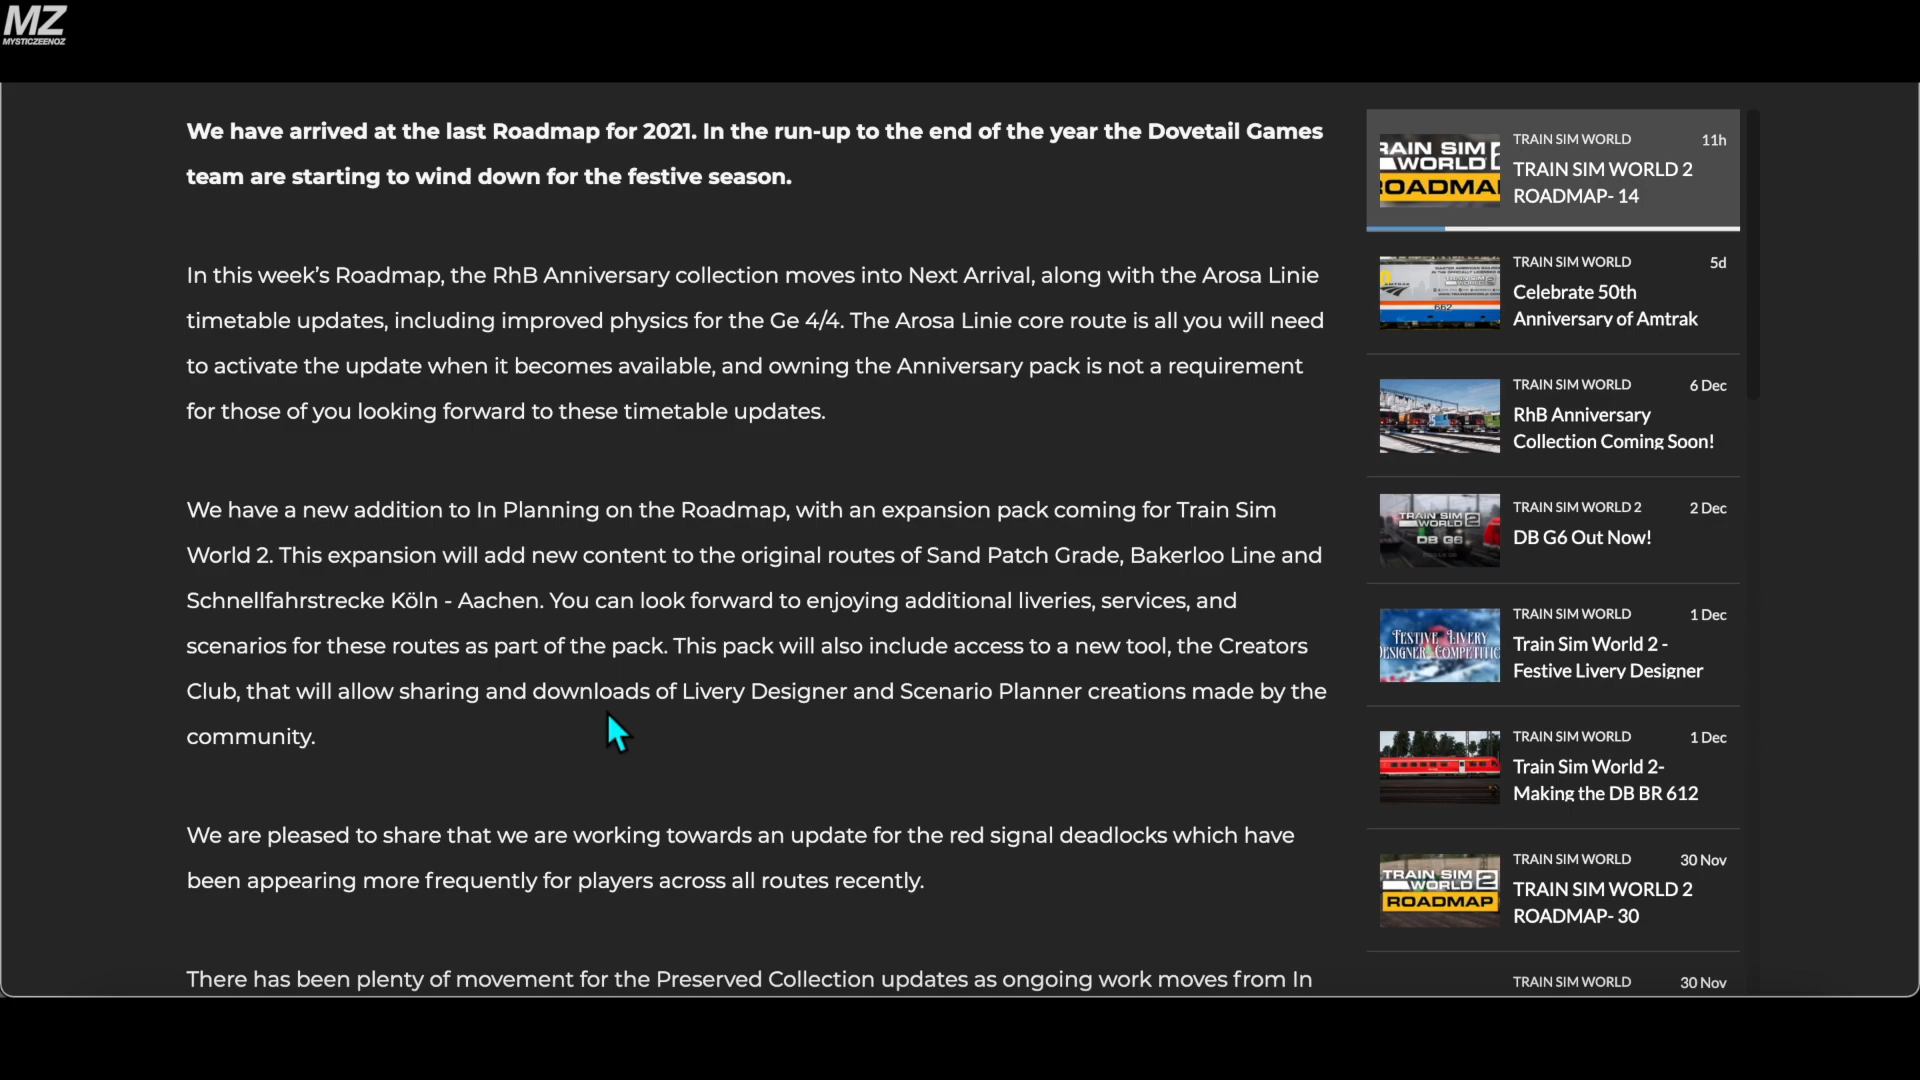 MZ
MYSTICZEENOZ
We have arrived at the last Roadmap for 2021. In the run-up to the end of the year the Dovetail Games
team are starting to wind down for the festive season.
In this week’s Roadmap, the RhB Anniversary collection moves into Next Arrival, along with the Arosa Linie
timetable updates, including improved physics for the Ge 4/4. The Arosa Linie core route is all you will need
to activate the update when it becomes available, and owning the Anniversary pack is not a requirement
for those of you looking forward to these timetable updates.
We have a new addition to In Planning on the Roadmap, with an expansion pack coming for Train Sim
World 2. This expansion will add new content to the original routes of Sand Patch Grade, Bakerloo Line and
Schnellfahrstrecke Köln - Aachen. You can look forward to enjoying additional liveries, services, and
scenarios for these routes as part of the pack. This pack will also include access to a new tool, the Creators
Club, that will allow sharing and downloads of Livery Designer and Scenario Planner creations made by the
community.
We are pleased to share that we are working towards an update for the red signal deadlocks which have
been appearing more frequently for players across all routes recently.
There has been plenty of movement for the Preserved Collection updates as ongoing work moves from In
RAIN SIM
WORLD
ROADMA
TRAIN SIM WORLD 11h
TRAIN SIM WORLD 2
ROADMAP- 14
662
TRAIN SIM WORLD 5d
Celebrate 50th
Anniversary of Amtrak
TRAIN SIM WORLD 6 Dec
RhB Anniversary
Collection Coming Soon!
TRAIN SIM
WORLD 2
DB G6
TRAIN SIM WORLD 2 2 Dec
DB G6 Out Now!
FESTIVE LIVERY
DESIGNER COMPETITIO
TRAIN SIM WORLD 1 Dec
Train Sim World 2 -
Festive Livery Designer
TRAIN SIM WORLD 1 Dec
Train Sim World 2-
Making the DB BR 612
TRAIN SIM
WORLD 2
ROADMAP
TRAIN SIM WORLD 30 Nov
TRAIN SIM WORLD 2
ROADMAP- 30
TRAIN SIM WORLD 30 Nov